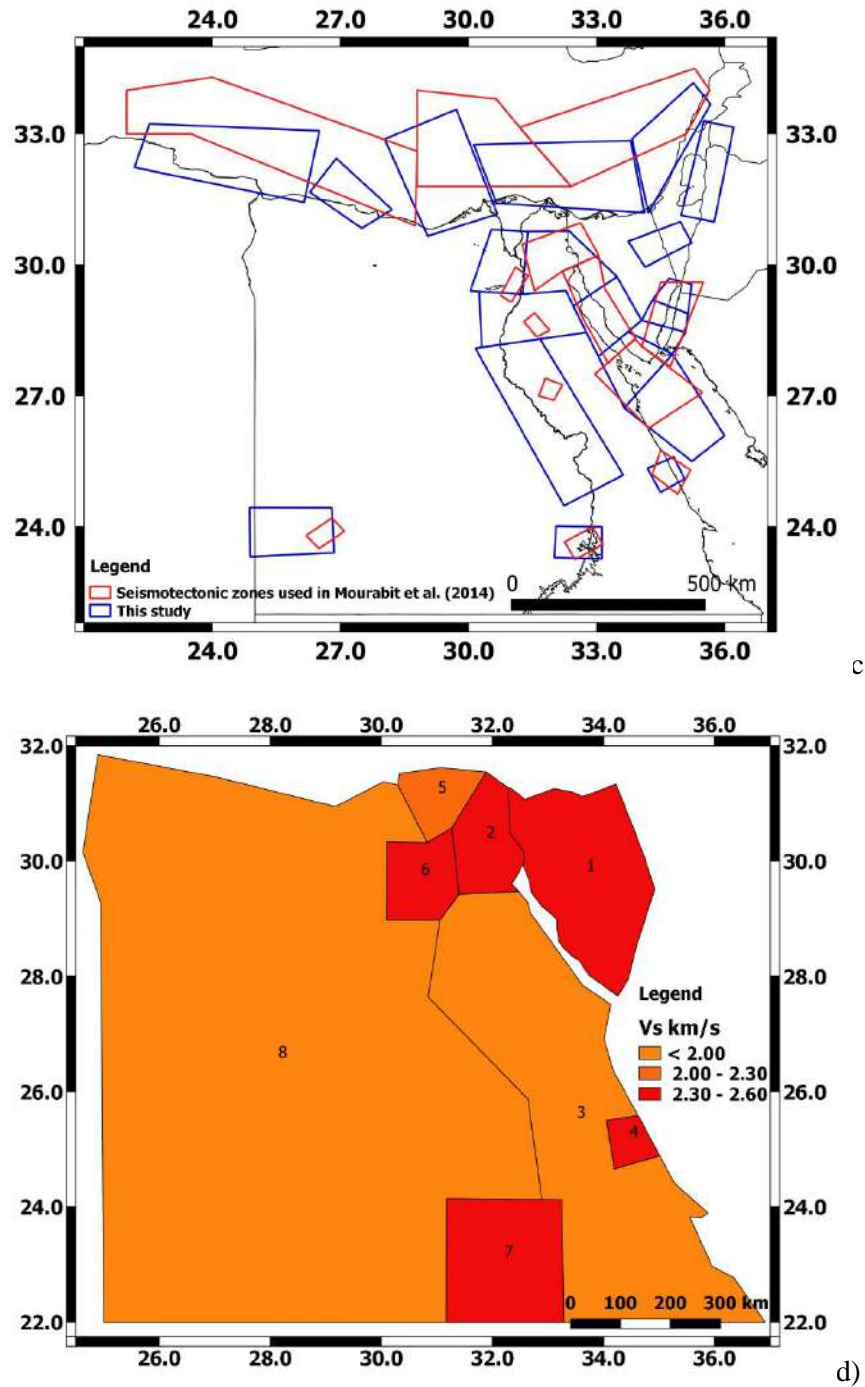 24.0 27.0 30.0 33.0 36.0
33.0 33.0
30.0 30.0
27.0 27.0
24.0 24.0
Legend
Seismotectonic zones used in Mourabit et al. (2014)
This study
0 500 km
24.0 27.0 30.0 33.0 36.0
c
26.0 28.0 30.0 32.0 34.0 36.0
32.0 32.0
5
2
30.0 30.0
6 1
28.0 28.0
Legend
Vs km/s
< 2.00
2.00 - 2.30
2.30 - 2.60
8
26.0 26.0
3
4
24.0 24.0
7
0 100 200 300 km
22.0 22.0
26.0 28.0 30.0 32.0 34.0 36.0
d)